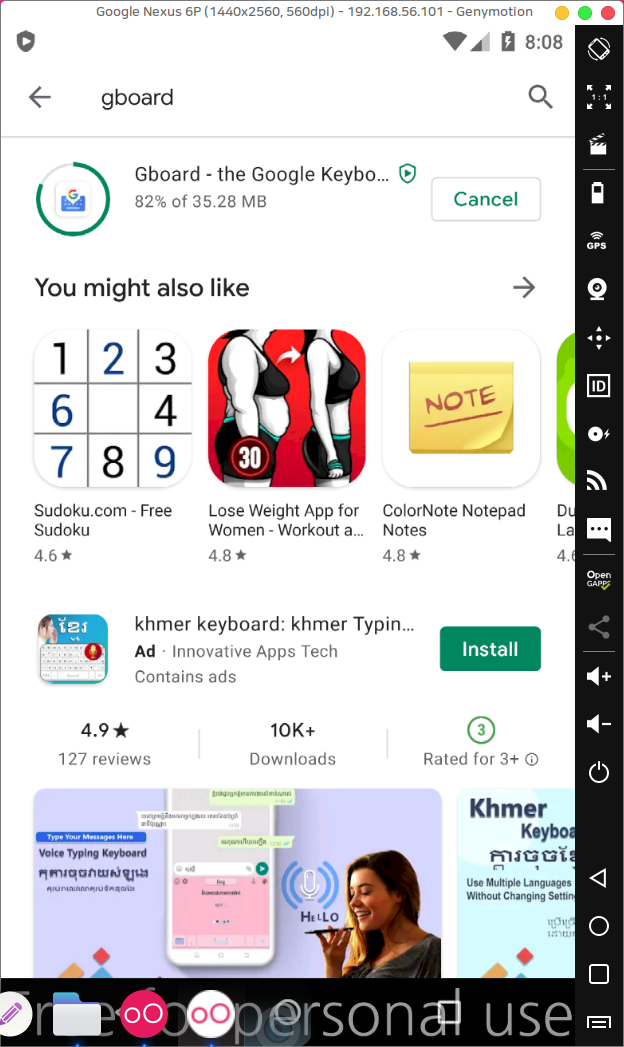 Google Nexus 6P (1440x2560, 560dpi) - 192.168.56.101 - Genymotion
8:08
gboard
Gboard - the Google Keybo...
82% of 35.28 MB
Cancel
You might also like
1 2 3
6 4
7 8 9
30
NOTE
Sudoku.com - Free
Sudoku
4.6 ★
Lose Weight App for
Women - Workout a...
4.8 ★
ColorNote Notepad
Notes
4.8 ★
Du
La
4.6
ខ្មែរ
khmer keyboard: khmer Typin...
Ad · Innovative Apps Tech
Contains ads
Install
4.9 ★
127 reviews
10K+
Downloads
3
Rated for 3+
Type Your Messages Here
Voice Typing Keyboard
HELLO
Khmer
Keyboa
Use Multiple Languages
Without Changing Settin
Free for personal use
1:1
GPS
ID
Open
GAPPS